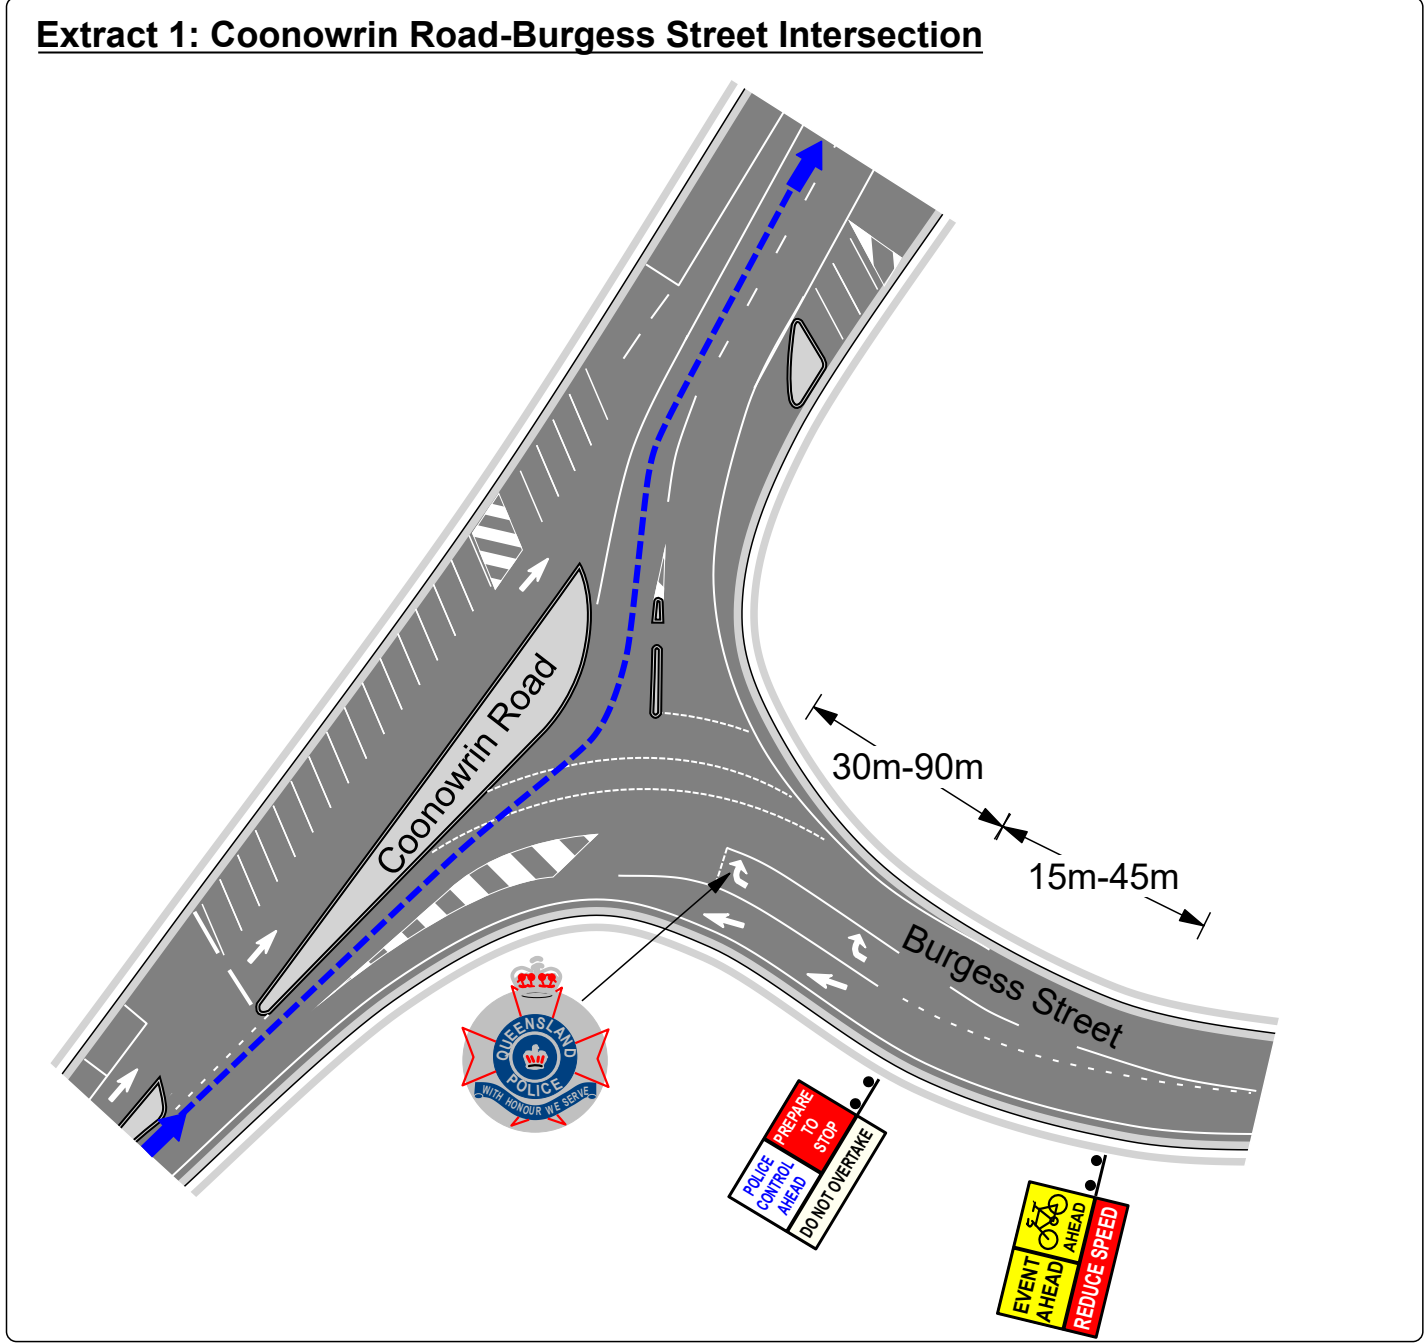 Extract 1: Coonowrin Road-Burgess Street Intersection
Coonowrin Road
30m-90m
15m-45m
Burgess Street
QUEENSLAND
POLICE
WITH HONOUR WE SERVE
PREPARE
TO
STOP
POLICE
CONTROL
AHEAD
DO NOT OVERTAKE
AHEAD
EVENT
AHEAD
REDUCE SPEED